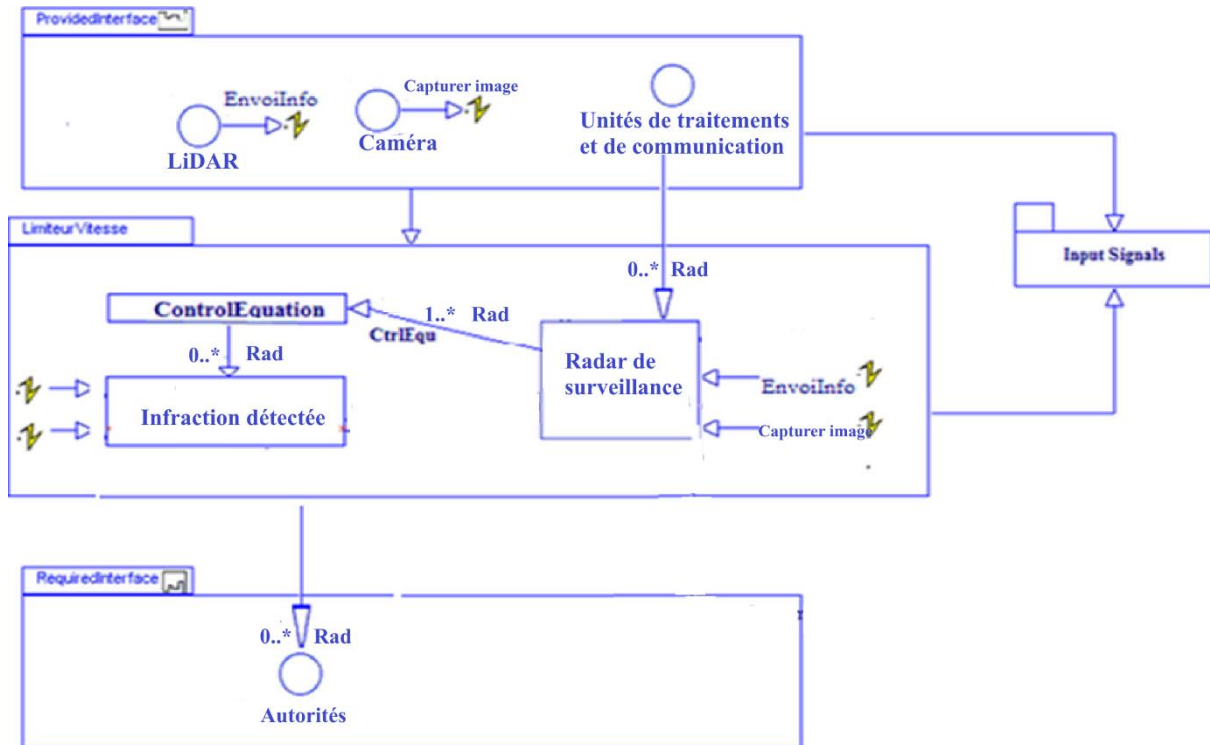 ProvidedInterface
EnvoiInfo
Capturer image
LiDAR
Caméra
Unités de traitements
et de communication
LimiteurVitesse
Input Signals
0..* Rad
ControlEquation
1..* Rad
CtrlEqu
0..* Rad
Radar de
surveillance
EnvoiInfo
Infraction détectée
Capturer image
RequiredInterface
0..* Rad
Autorités